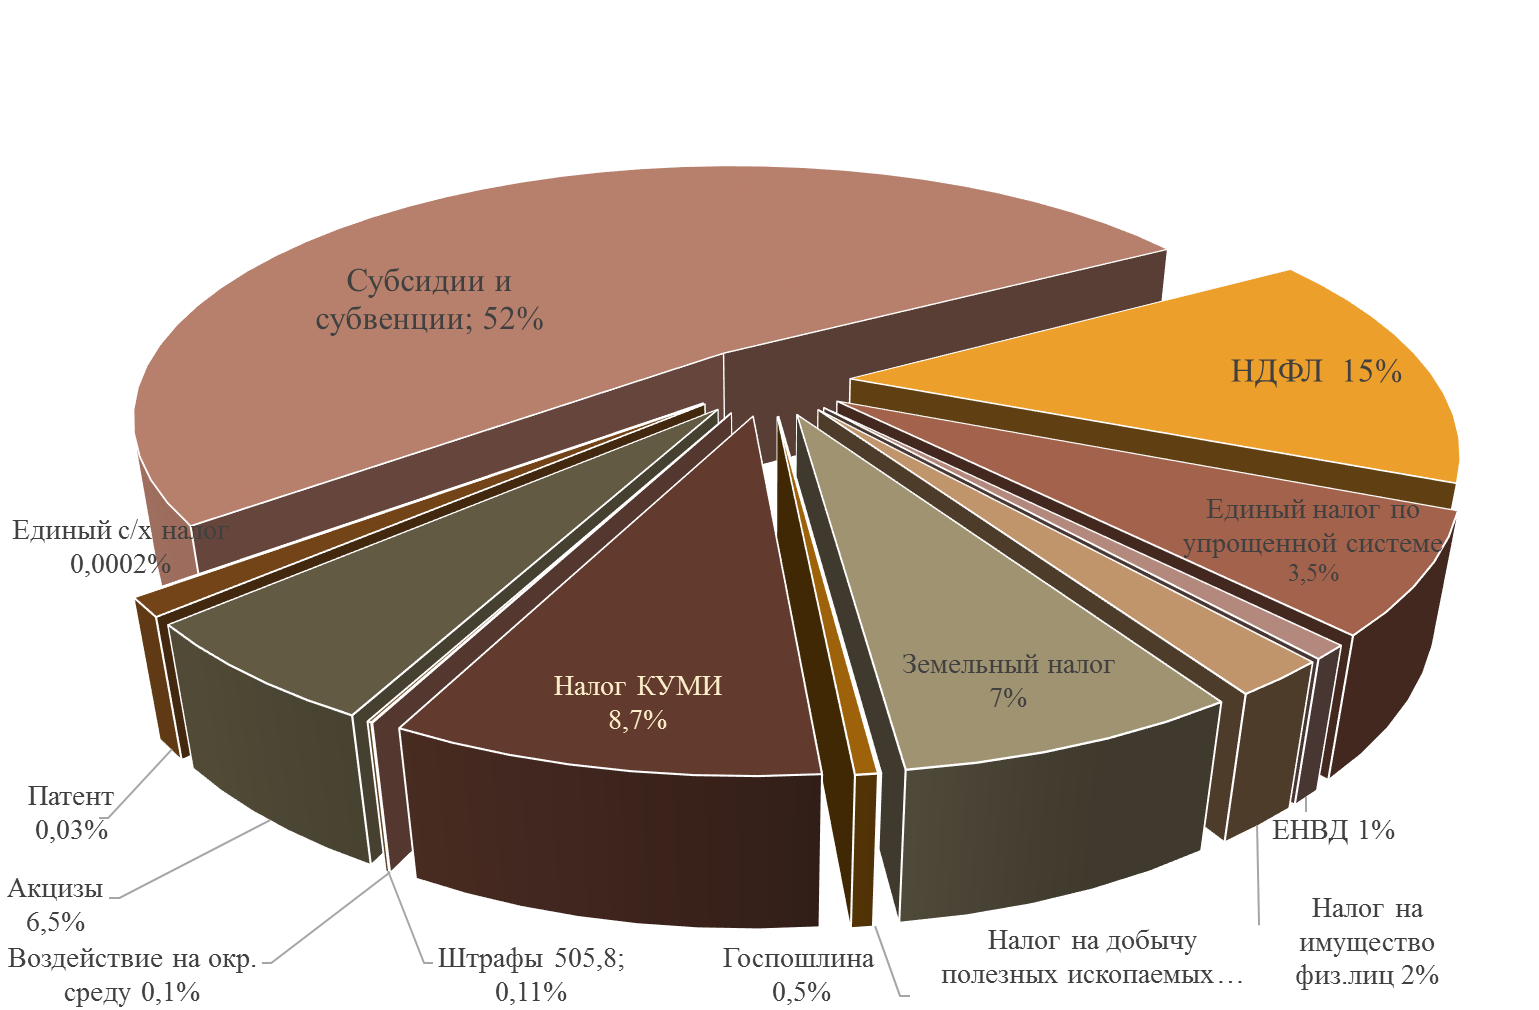 Субсидии и
субвенции; 52%
НДФЛ 15%
Единый налог по
упрощенной системе
3,5%
Единый с/х налог
0,0002%
Земельный налог
7%
Налог КУМИ
8,7%
Патент
0,03%
ЕНВД 1%
Акцизы
6,5%
Налог на
имущество
физ.лиц 2%
Налог на добычу
полезных ископаемых…
Воздействие на окр.
среду 0,1%
Штрафы 505,8;
0,11%
Госпошлина
0,5%